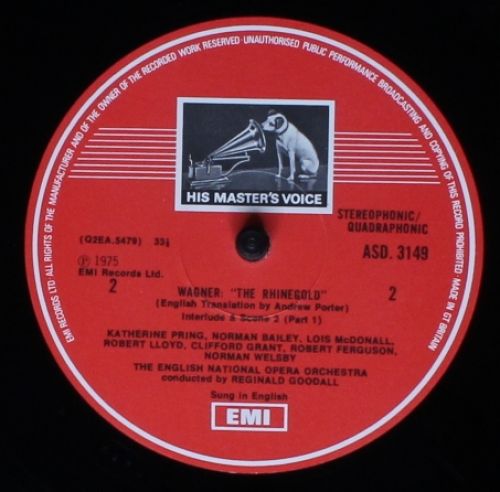 EMI RECORDS LTD · ALL RIGHTS OF THE MANUFACTURER AND OF THE OWNER OF THE RECORDED WORK RESERVED · UNAUTHORISED PUBLIC PERFORMANCE BROADCASTING AND COPYING OF THIS RECORD PROHIBITED · MADE IN GT BRITAIN
HIS MASTER'S VOICE
STEREOPHONIC/
QUADRAPHONIC
(Q2EA.5479) 33⅓
ASD. 3149
℗ 1975
EMI Records Ltd.
2
2
WAGNER: "THE RHINEGOLD"
(English Translation by Andrew Porter)
Interlude & Scene 2 (Part 1)
KATHERINE PRING, NORMAN BAILEY, LOIS McDONALL,
ROBERT LLOYD, CLIFFORD GRANT, ROBERT FERGUSON,
NORMAN WELSBY
THE ENGLISH NATIONAL OPERA ORCHESTRA
conducted by REGINALD GOODALL
Sung in English
EMI